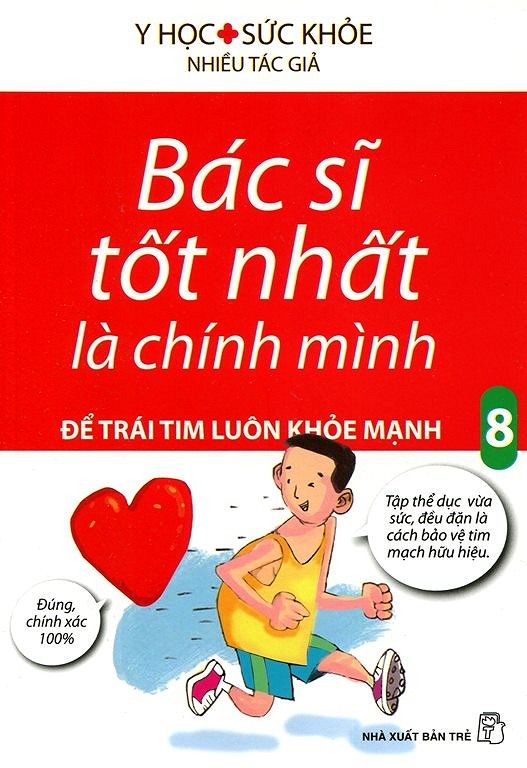 Y HỌC SỨC KHỎE
NHIỀU TÁC GIẢ
Bác sĩ
tốt nhất
là chính mình
ĐỂ TRÁI TIM LUÔN KHỎE MẠNH
8
Tập thể dục vừa
sức, đều đặn là
cách bảo vệ tim
mạch hữu hiệu.
Đúng,
chính xác
100%
NHÀ XUẤT BẢN TRẺ